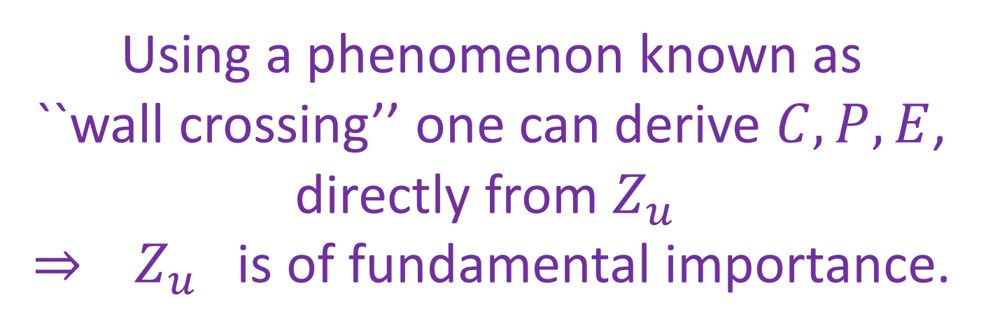 Using a phenomenon known as
``wall crossing’’ one can derive C, P, E,
directly from Z_u
⇒ Z_u is of fundamental importance.